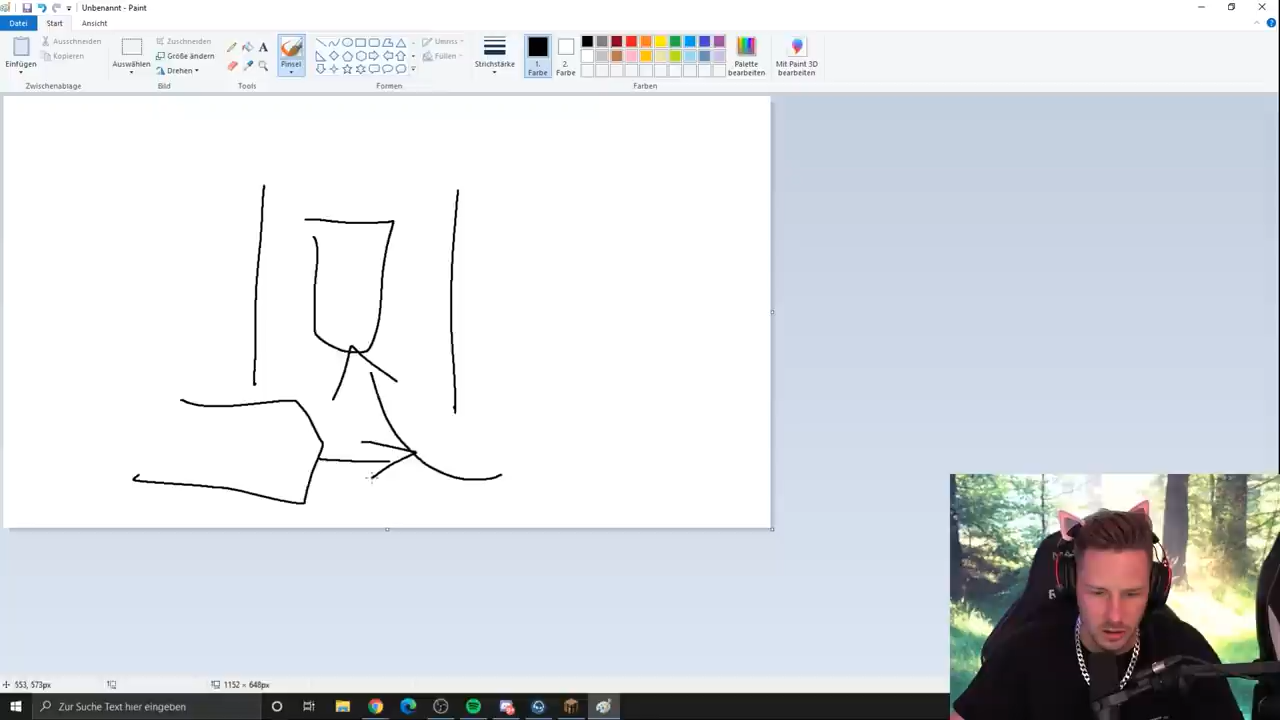 Unbenannt - Paint
Datei Start Ansicht
Einfügen
Ausschneiden
Kopieren
Zwischenablage
Auswählen
Zuschneiden
Größe ändern
Drehen
Bild
A
Tools
Pinsel
Umriss
Füllen
Formen
Strichstärke
1.
Farbe
2.
Farbe
Palette
bearbeiten
Farben
Mit Paint 3D
bearbeiten
553, 573px
1152 × 648px
Zur Suche Text hier eingeben